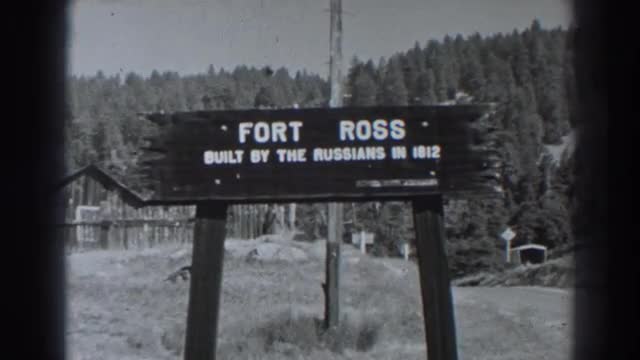 FORT ROSS
BUILT BY THE RUSSIANS IN 1812